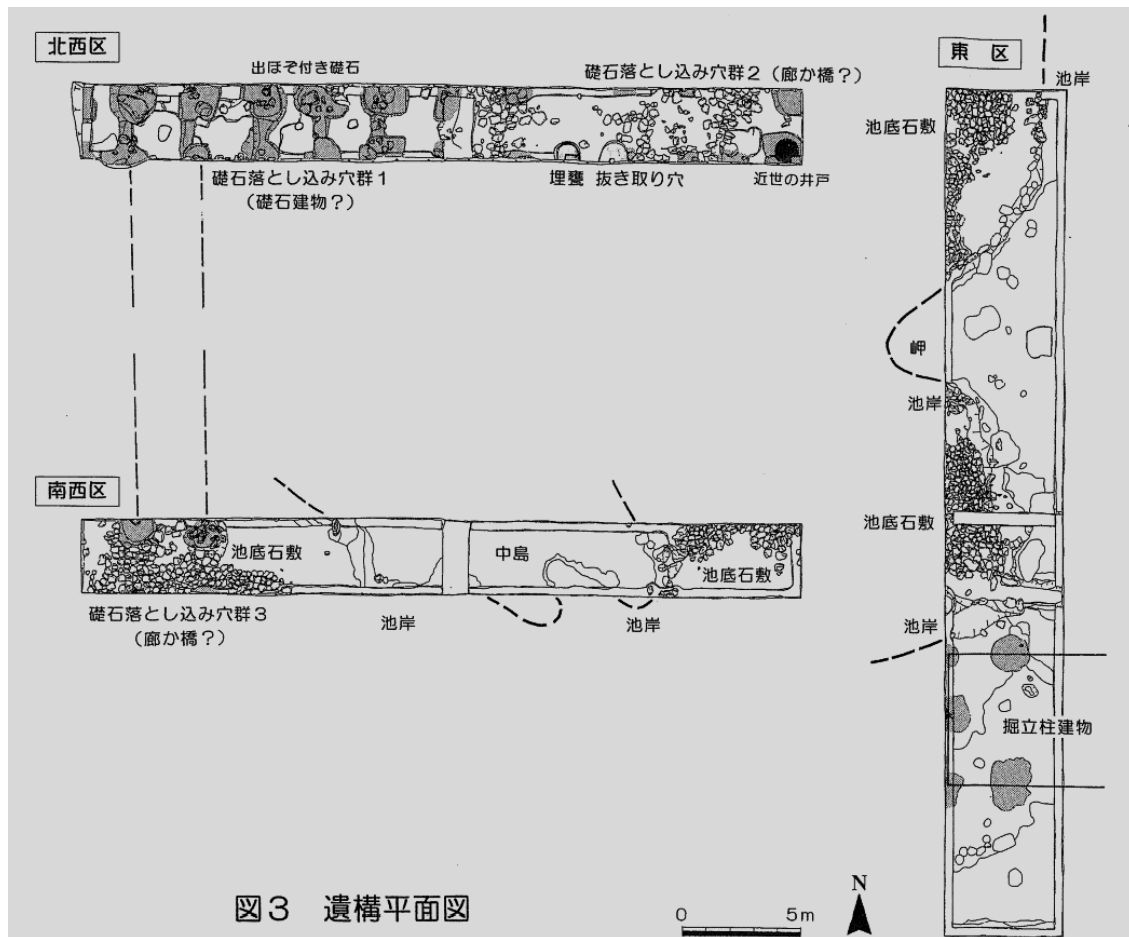 北西区
出ほぞ付き礎石
礎石落とし込み穴群2(廊か橋?)
礎石落とし込み穴群1
(礎石建物?)
埋甕
抜き取り穴
近世の井戸
東 区
池岸
池底石敷
岬
池岸
池底石敷
池岸
掘立柱建物
南西区
池底石敷
中島
池底石敷
礎石落とし込み穴群3
(廊か橋?)
池岸
池岸
図3 遺構平面図
0 5m
N